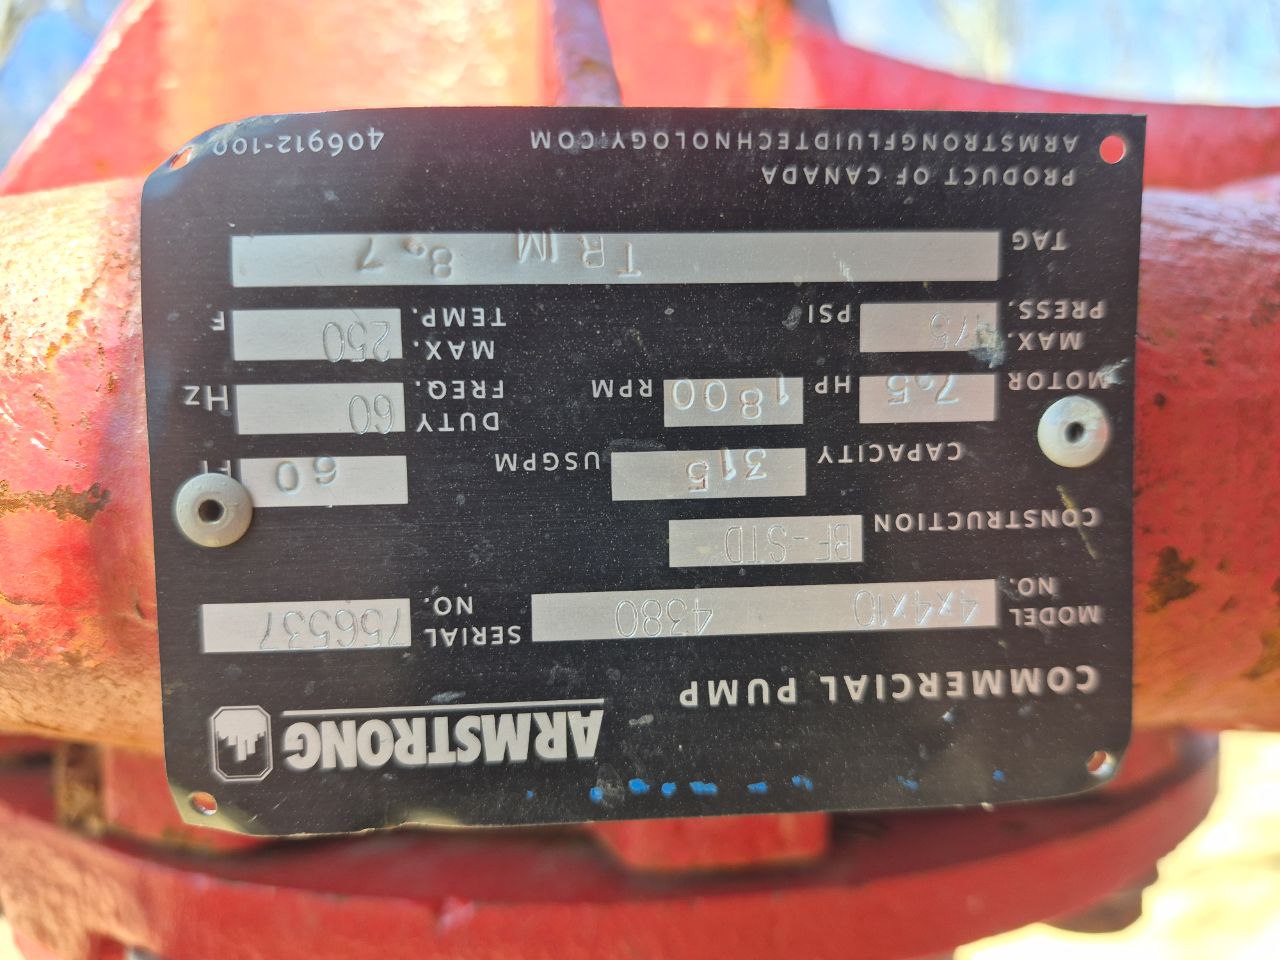 ARMSTRONG
COMMERCIAL PUMP
MODEL NO. 4x4x10 4380 SERIAL NO. 756537
CONSTRUCTION BF-STD
CAPACITY 315 USGPM 60
MOTOR 7.5 HP 1800 RPM DUTY FREQ. 60 Hz
MAX. PRESS. PSI MAX. TEMP. 250 F
TAG TRIM 8.7
PRODUCT OF CANADA
ARMSTRONGFLUIDTECHNOLOGY.COM 406912-100